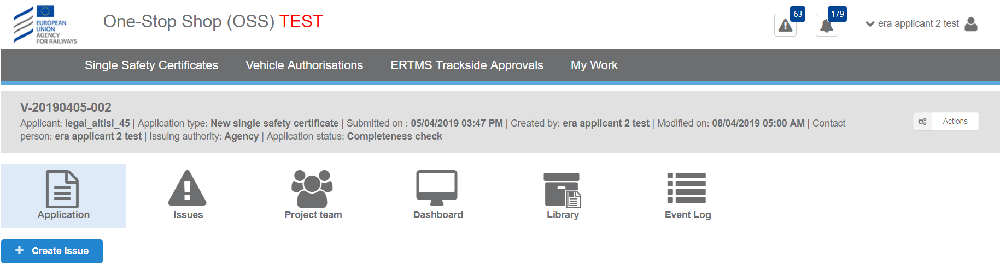 EUROPEAN
UNION
AGENCY
FOR RAILWAYS
One-Stop Shop (OSS) TEST
63
179
era applicant 2 test
Single Safety Certificates
Vehicle Authorisations
ERTMS Trackside Approvals
My Work
V-20190405-002
Applicant: legal_aitisi_45 | Application type: New single safety certificate | Submitted on : 05/04/2019 03:47 PM | Created by: era applicant 2 test | Modified on: 08/04/2019 05:00 AM | Contact
person: era applicant 2 test | Issuing authority: Agency | Application status: Completeness check
Actions
Application
Issues
Project team
Dashboard
Library
Event Log
Create Issue